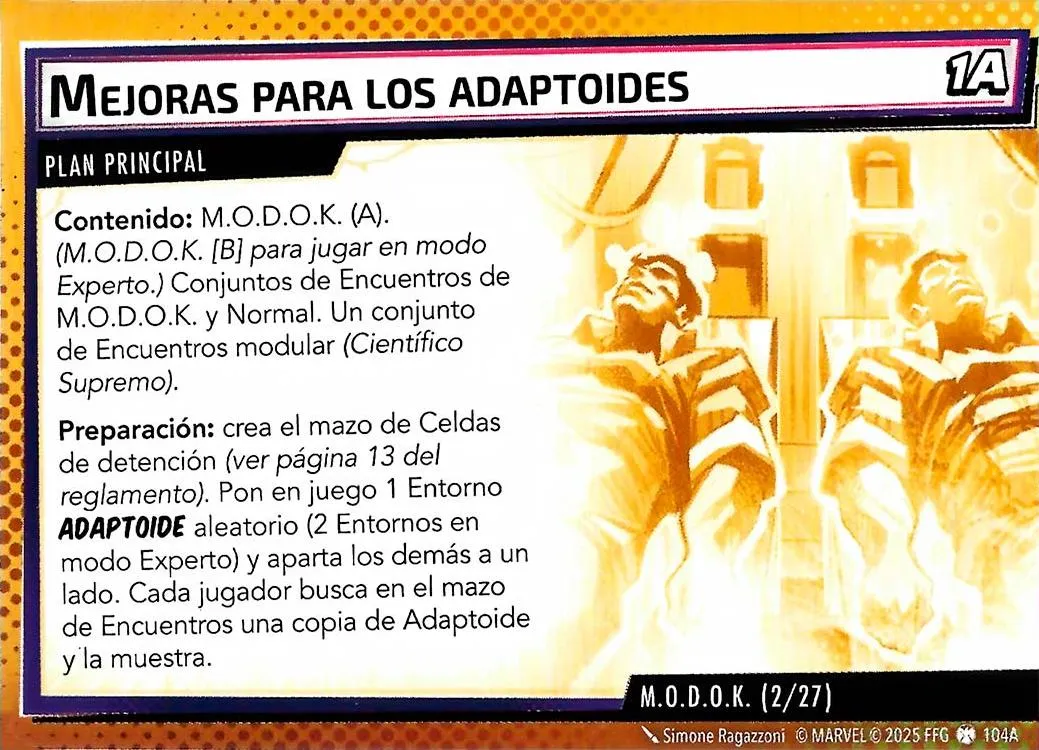 MEJORAS PARA LOS ADAPTOIDES
1A
PLAN PRINCIPAL
Contenido: M.O.D.O.K. (A).
(M.O.D.O.K. [B] para jugar en modo
Experto.) Conjuntos de Encuentros de
M.O.D.O.K. y Normal. Un conjunto
de Encuentros modular (Científico
Supremo).
Preparación: crea el mazo de Celdas
de detención (ver página 13 del
reglamento). Pon en juego 1 Entorno
ADAPTOIDE aleatorio (2 Entornos en
modo Experto) y aparta los demás a un
lado. Cada jugador busca en el mazo
de Encuentros una copia de Adaptoide
y la muestra.
M.O.D.O.K. (2/27)
Simone Ragazzoni © MARVEL © 2025 FFG 104A